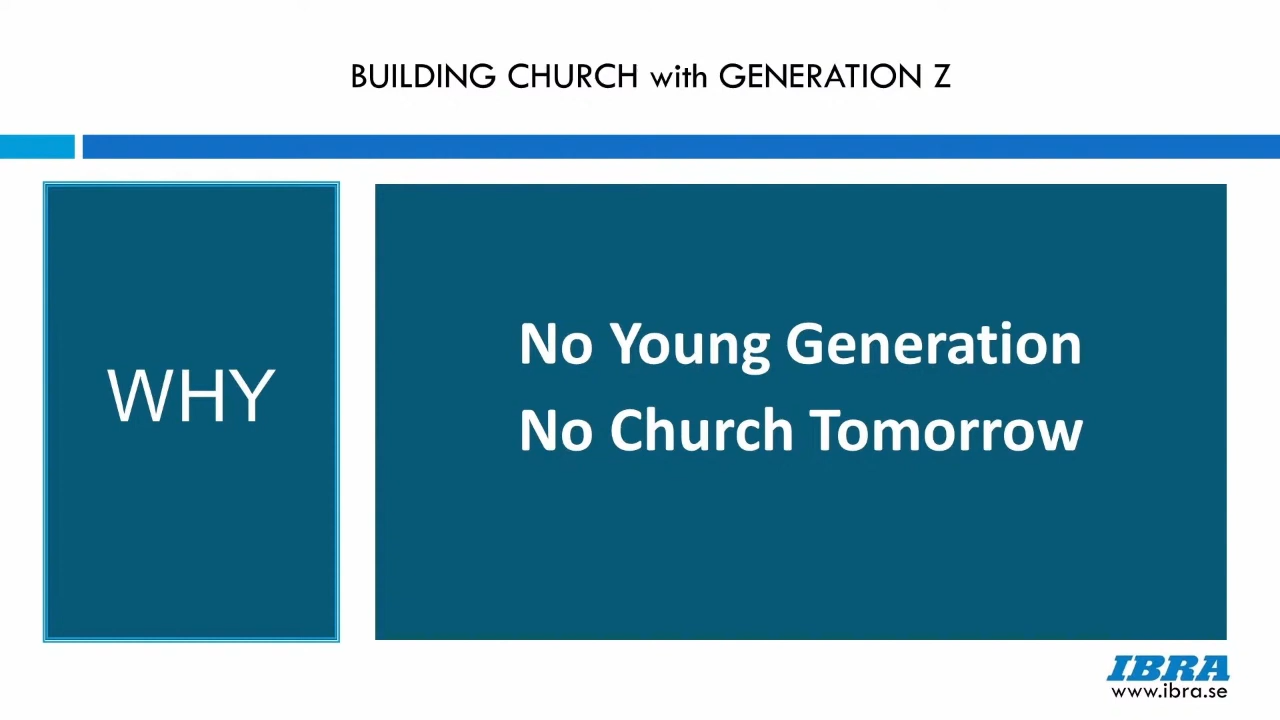 BUILDING CHURCH with GENERATION Z
WHY
No Young Generation
No Church Tomorrow
IBRA
www.ibra.se